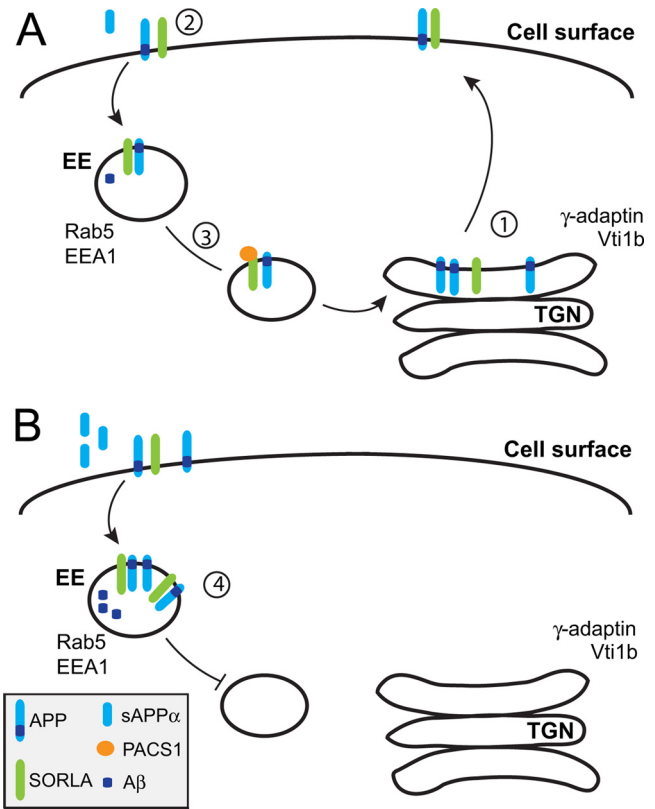 A
②
Cell surface
EE
Rab5
EEA1
③
①
γ-adaptin
Vti1b
TGN
B
Cell surface
EE
④
Rab5
EEA1
γ-adaptin
Vti1b
TGN
APP
sAPPα
PACS1
SORLA
Aβ